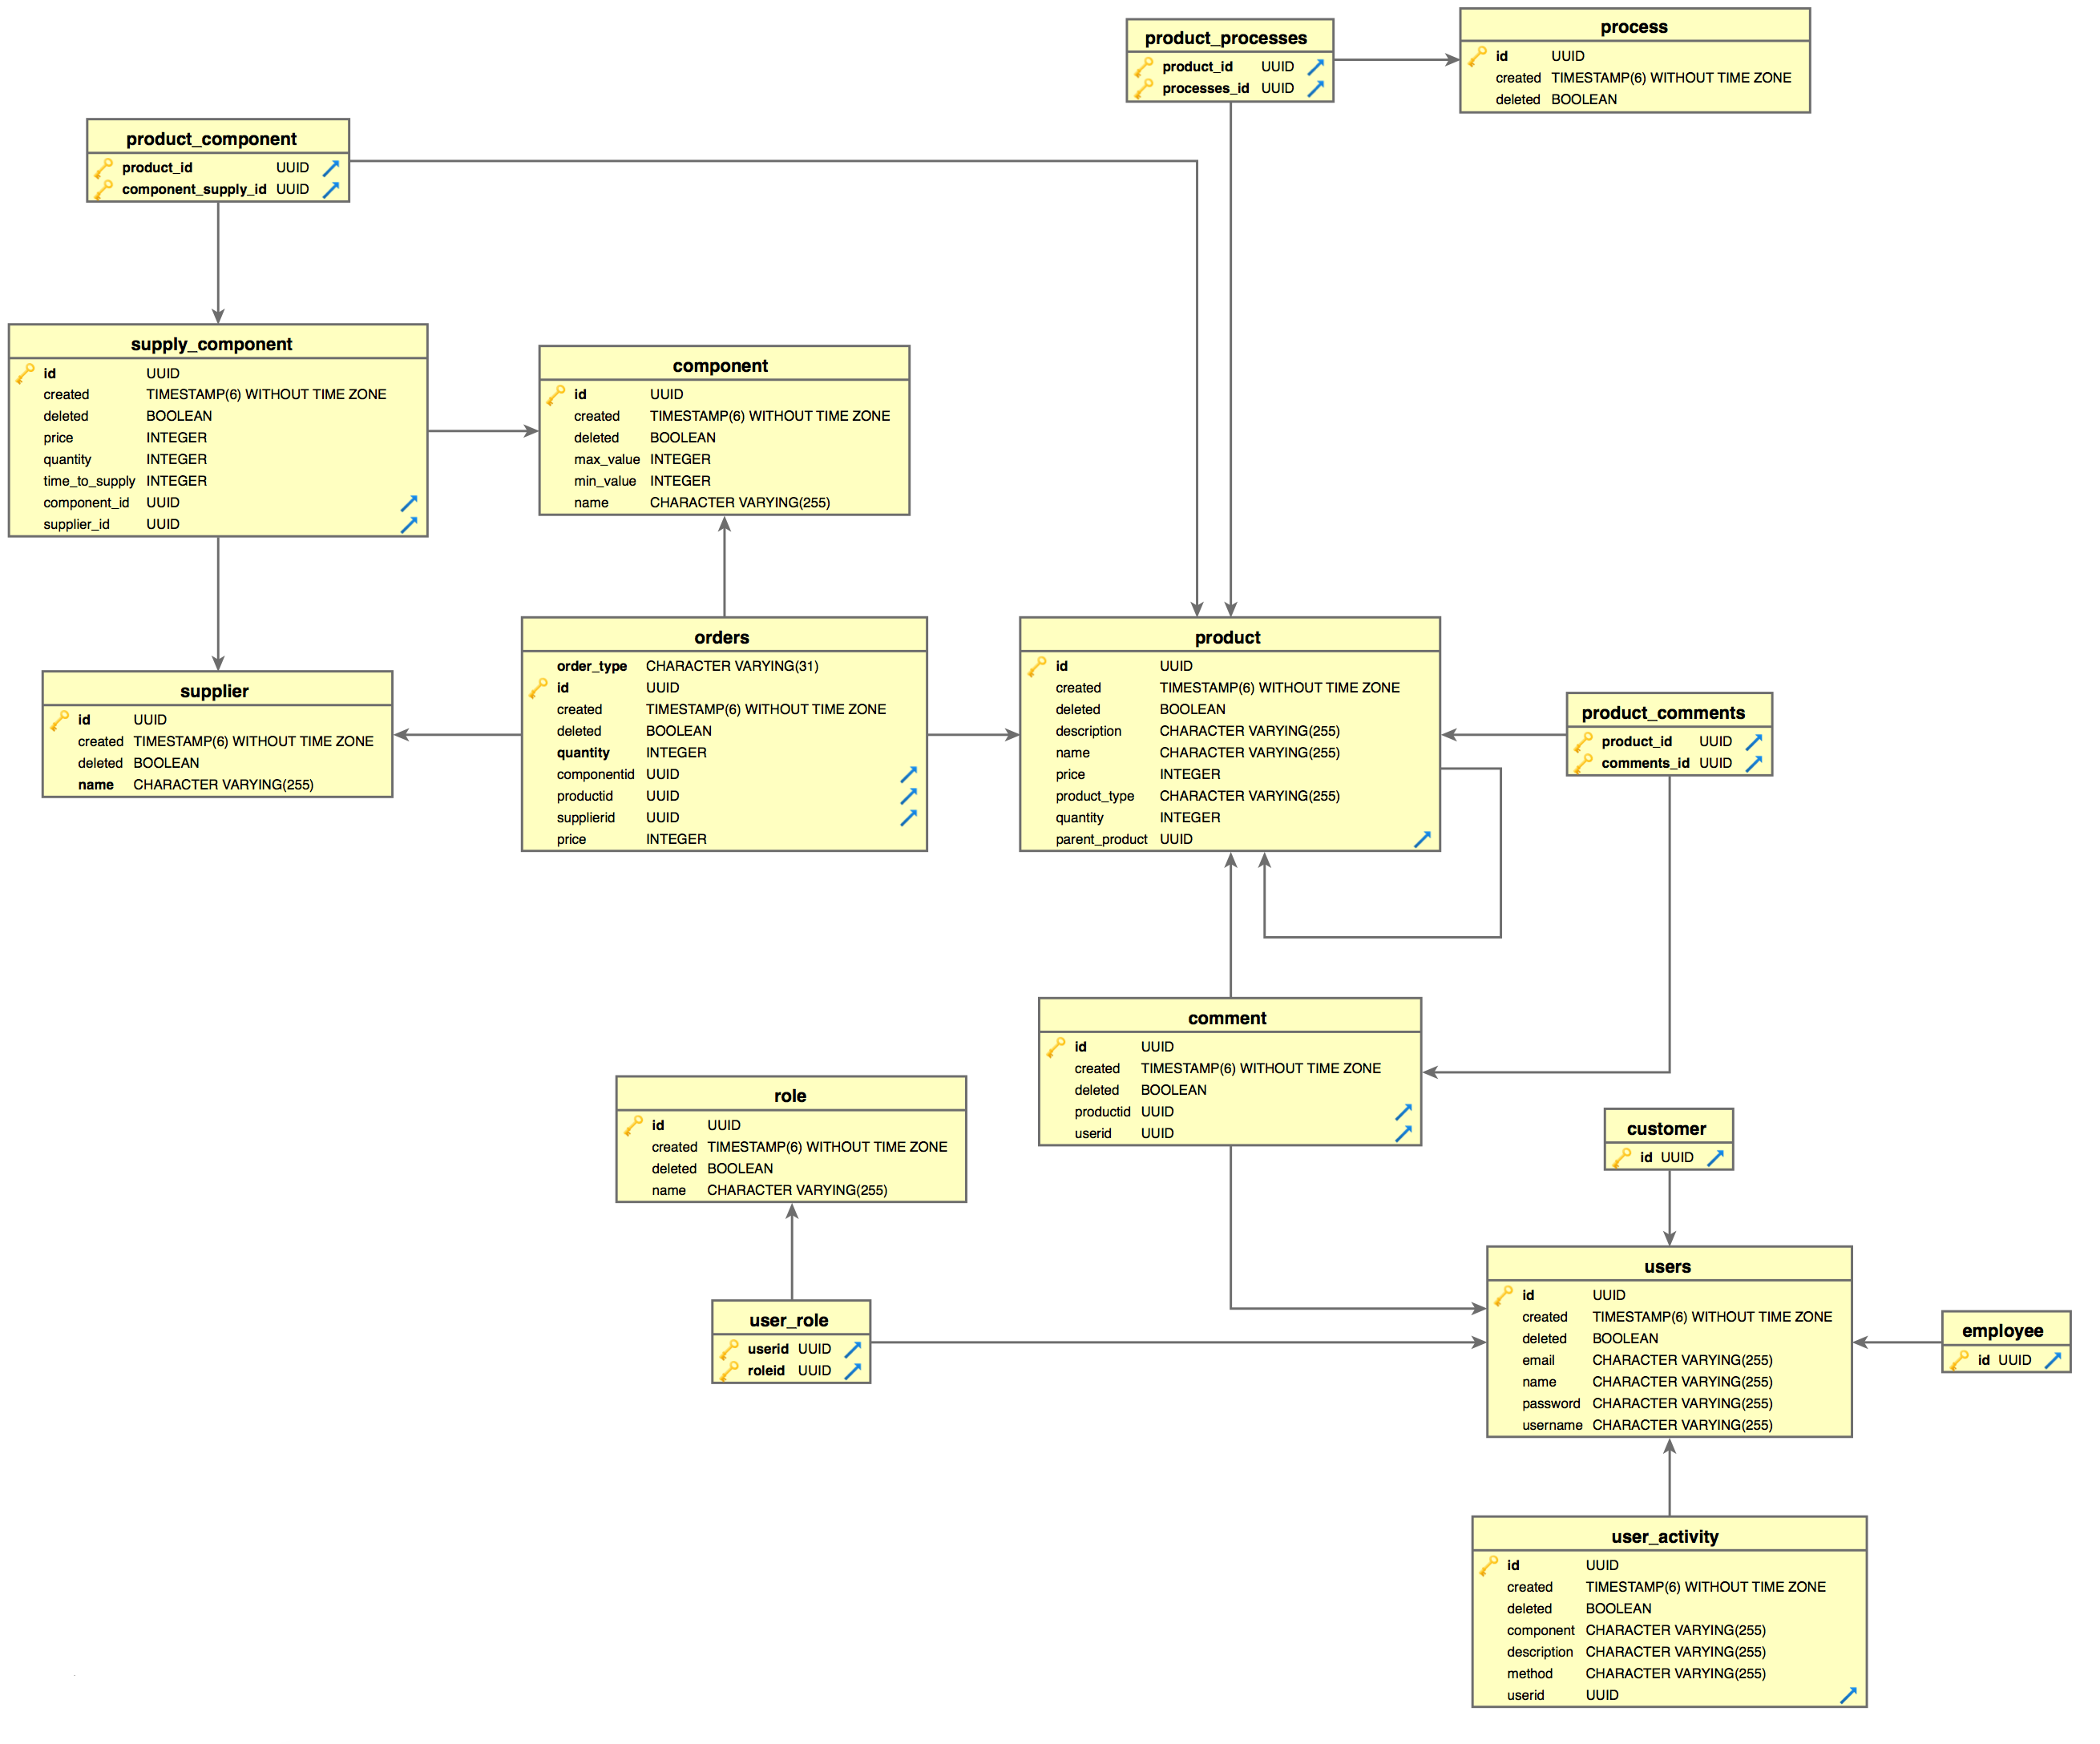 product_processes
product_id UUID
processes_id UUID
process
id UUID
created TIMESTAMP(6) WITHOUT TIME ZONE
deleted BOOLEAN
product_component
product_id UUID
component_supply_id UUID
supply_component
id UUID
created TIMESTAMP(6) WITHOUT TIME ZONE
deleted BOOLEAN
price INTEGER
quantity INTEGER
time_to_supply INTEGER
component_id UUID
supplier_id UUID
component
id UUID
created TIMESTAMP(6) WITHOUT TIME ZONE
deleted BOOLEAN
max_value INTEGER
min_value INTEGER
name CHARACTER VARYING(255)
supplier
id UUID
created TIMESTAMP(6) WITHOUT TIME ZONE
deleted BOOLEAN
name CHARACTER VARYING(255)
orders
order_type CHARACTER VARYING(31)
id UUID
created TIMESTAMP(6) WITHOUT TIME ZONE
deleted BOOLEAN
quantity INTEGER
componentid UUID
productid UUID
supplierid UUID
price INTEGER
product
id UUID
created TIMESTAMP(6) WITHOUT TIME ZONE
deleted BOOLEAN
description CHARACTER VARYING(255)
name CHARACTER VARYING(255)
price INTEGER
product_type CHARACTER VARYING(255)
quantity INTEGER
parent_product UUID
product_comments
product_id UUID
comments_id UUID
comment
id UUID
created TIMESTAMP(6) WITHOUT TIME ZONE
deleted BOOLEAN
productid UUID
userid UUID
role
id UUID
created TIMESTAMP(6) WITHOUT TIME ZONE
deleted BOOLEAN
name CHARACTER VARYING(255)
customer
id UUID
user_role
userid UUID
roleid UUID
users
id UUID
created TIMESTAMP(6) WITHOUT TIME ZONE
deleted BOOLEAN
email CHARACTER VARYING(255)
name CHARACTER VARYING(255)
password CHARACTER VARYING(255)
username CHARACTER VARYING(255)
employee
id UUID
user_activity
id UUID
created TIMESTAMP(6) WITHOUT TIME ZONE
deleted BOOLEAN
component CHARACTER VARYING(255)
description CHARACTER VARYING(255)
method CHARACTER VARYING(255)
userid UUID